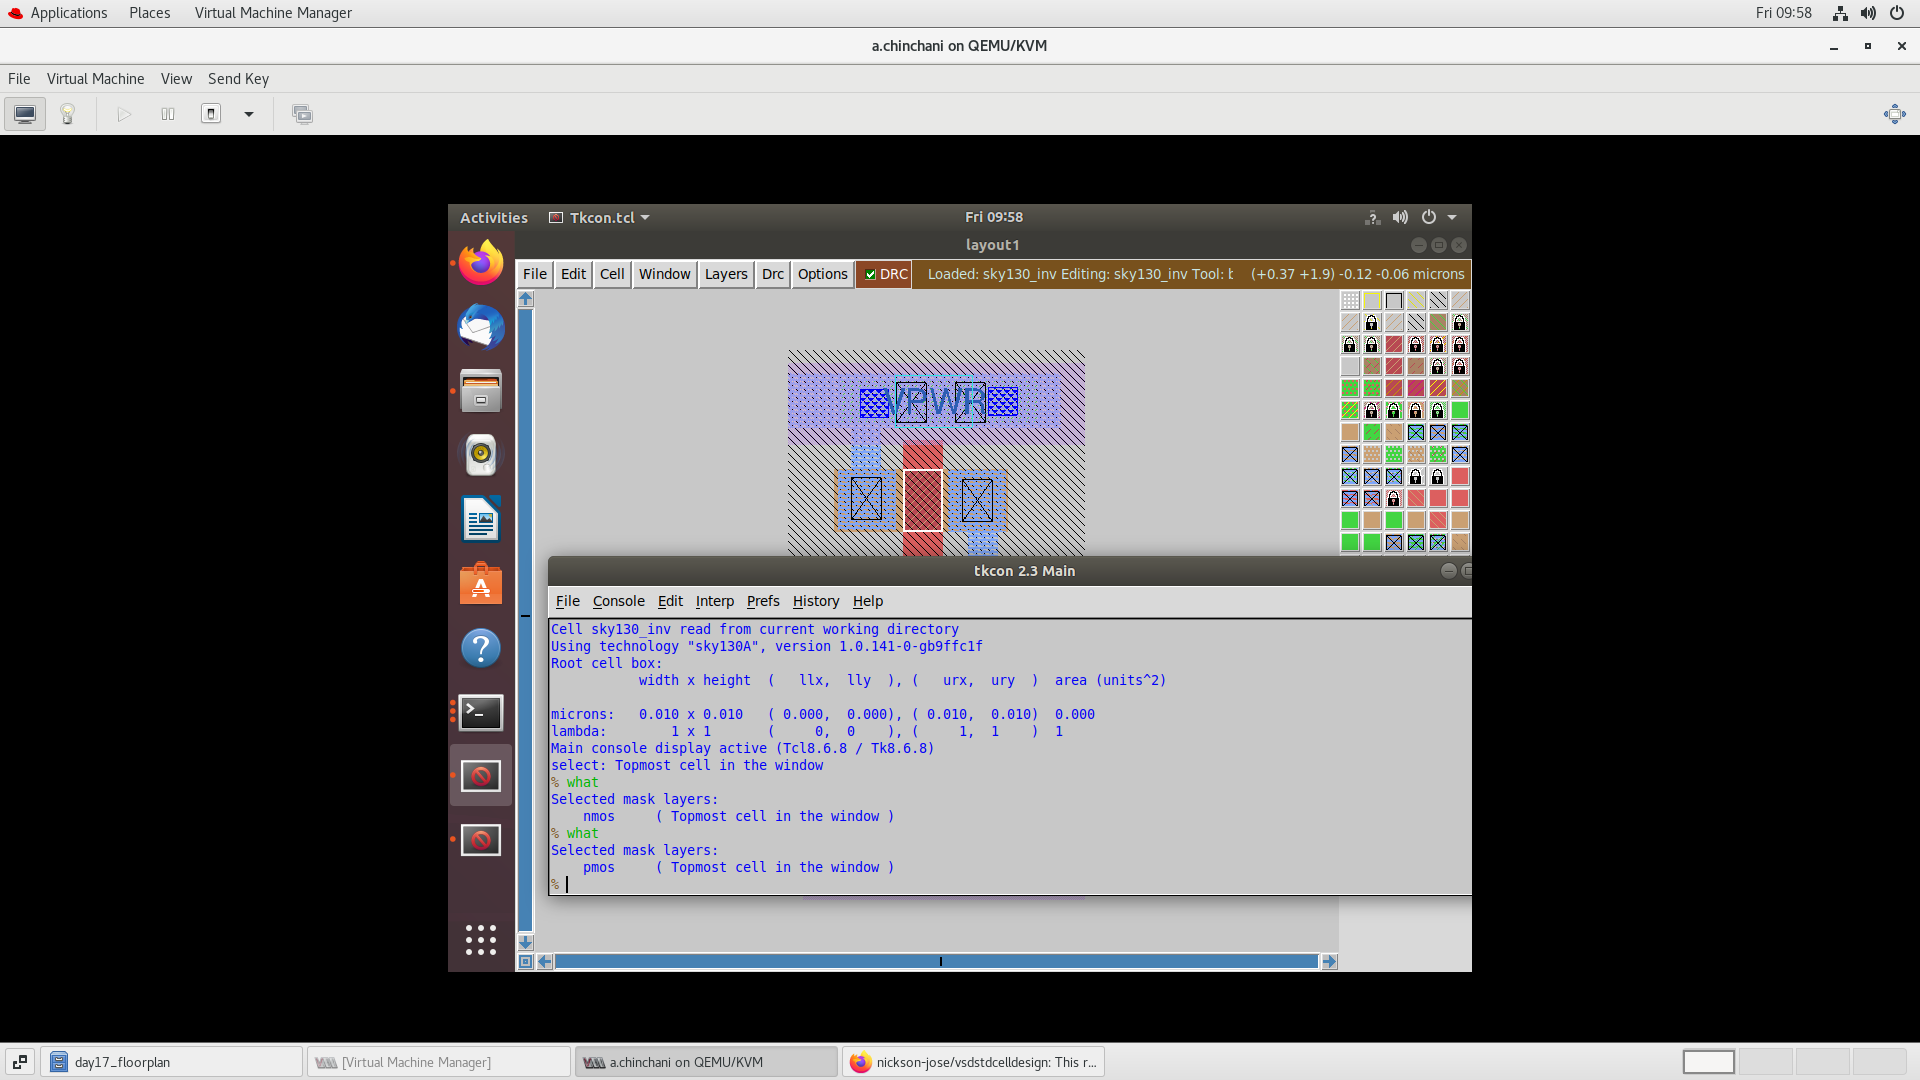 Applications Places Virtual Machine Manager Fri 09:58
a.chinchani on QEMU/KVM
File Virtual Machine View Send Key
Activities Tkcon.tcl Fri 09:58
layout1
File Edit Cell Window Layers Drc Options DRC Loaded: sky130_inv Editing: sky130_inv Tool: t (+0.37 +1.9) -0.12 -0.06 microns
VPWR
tkcon 2.3 Main
File Console Edit Interp Prefs History Help
Cell sky130_inv read from current working directory
Using technology "sky130A", version 1.0.141-0-gb9ffc1f
Root cell box:
width x height ( llx, lly ), ( urx, ury ) area (units^2)
microns: 0.010 x 0.010 ( 0.000, 0.000), ( 0.010, 0.010) 0.000
lambda: 1 x 1 ( 0, 0 ), ( 1, 1 ) 1
Main console display active (Tcl8.6.8 / Tk8.6.8)
select: Topmost cell in the window
% what
Selected mask layers:
nmos ( Topmost cell in the window )
% what
Selected mask layers:
pmos ( Topmost cell in the window )
%
day17_floorplan [Virtual Machine Manager] a.chinchani on QEMU/KVM nickson-jose/vsdstdcelldesign: This r...